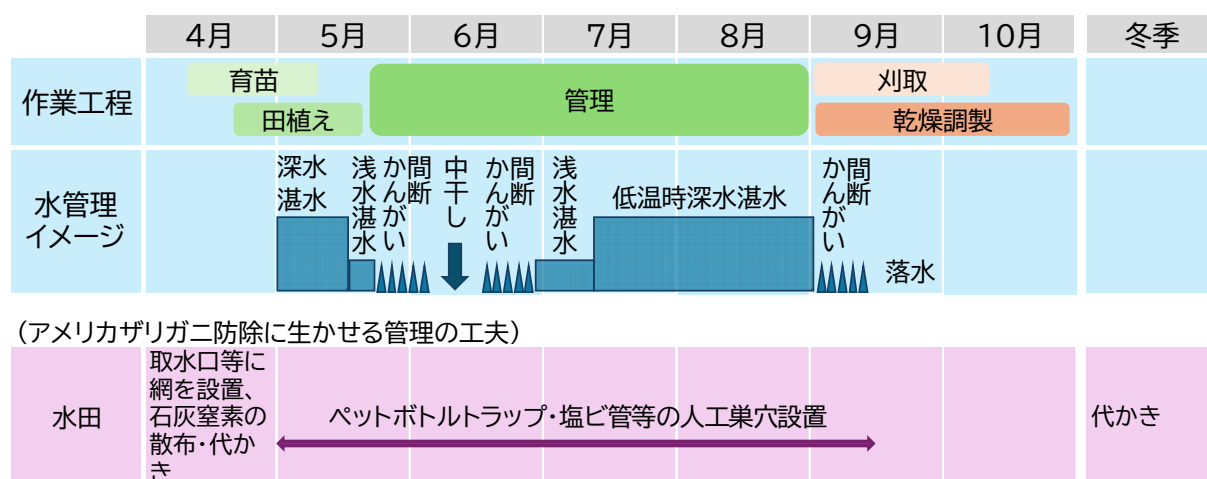 4月 5月 6月 7月 8月 9月 10月 冬季
作業工程
育苗
田植え
管理
刈取
乾燥調製
水管理
イメージ
深水
湛水
浅水湛水
間断
かんがい
中干し
間断
かんがい
浅水湛水
低温時深水湛水
間断
かんがい
落水
（アメリカザリガニ防除に生かせる管理の工夫）
水田
取水口等に
網を設置、
石灰窒素の
散布・代か
き
ペットボトルトラップ・塩ビ管等の人工巣穴設置
代かき